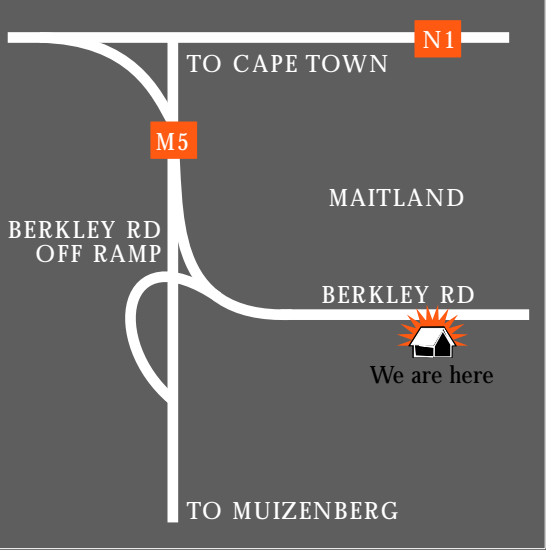 N1
TO CAPE TOWN
M5
MAITLAND
BERKLEY RD
OFF RAMP
BERKLEY RD
We are here
TO MUIZENBERG